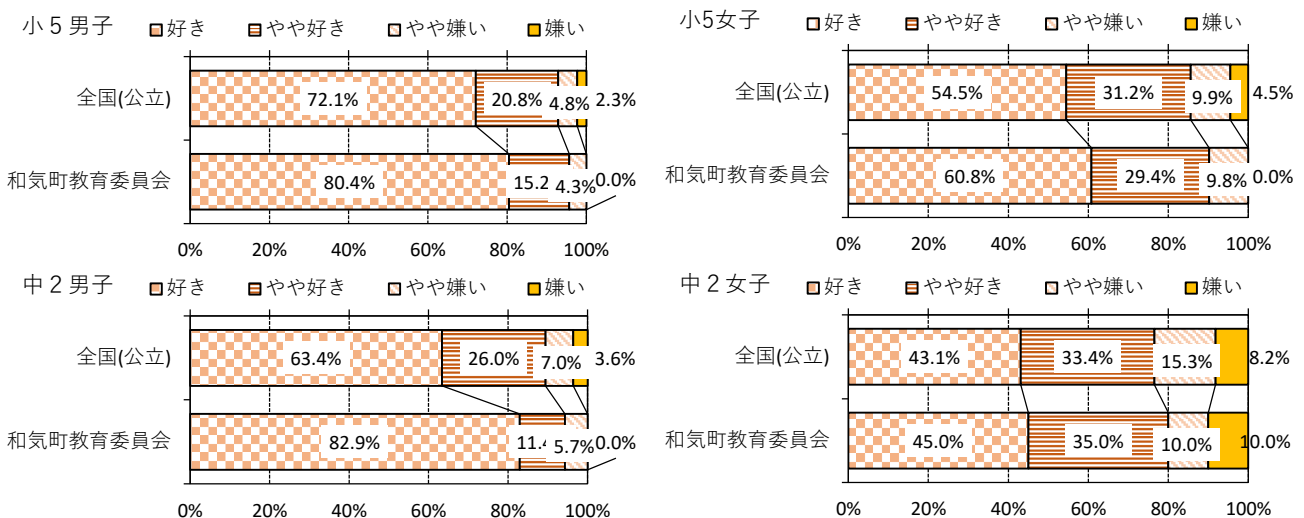 小5男子 好き やや好き やや嫌い 嫌い
全国(公立) 72.1% 20.8% 4.8% 2.3%
和気町教育委員会 80.4% 15.2 4.3% 0.0%
0% 20% 40% 60% 80% 100%
小5女子 好き やや好き やや嫌い 嫌い
全国(公立) 54.5% 31.2% 9.9% 4.5%
和気町教育委員会 60.8% 29.4% 9.8% 0.0%
0% 20% 40% 60% 80% 100%
中2男子 好き やや好き やや嫌い 嫌い
全国(公立) 63.4% 26.0% 7.0% 3.6%
和気町教育委員会 82.9% 11.4 5.7% 0.0%
0% 20% 40% 60% 80% 100%
中2女子 好き やや好き やや嫌い 嫌い
全国(公立) 43.1% 33.4% 15.3% 8.2%
和気町教育委員会 45.0% 35.0% 10.0% 10.0%
0% 20% 40% 60% 80% 100%